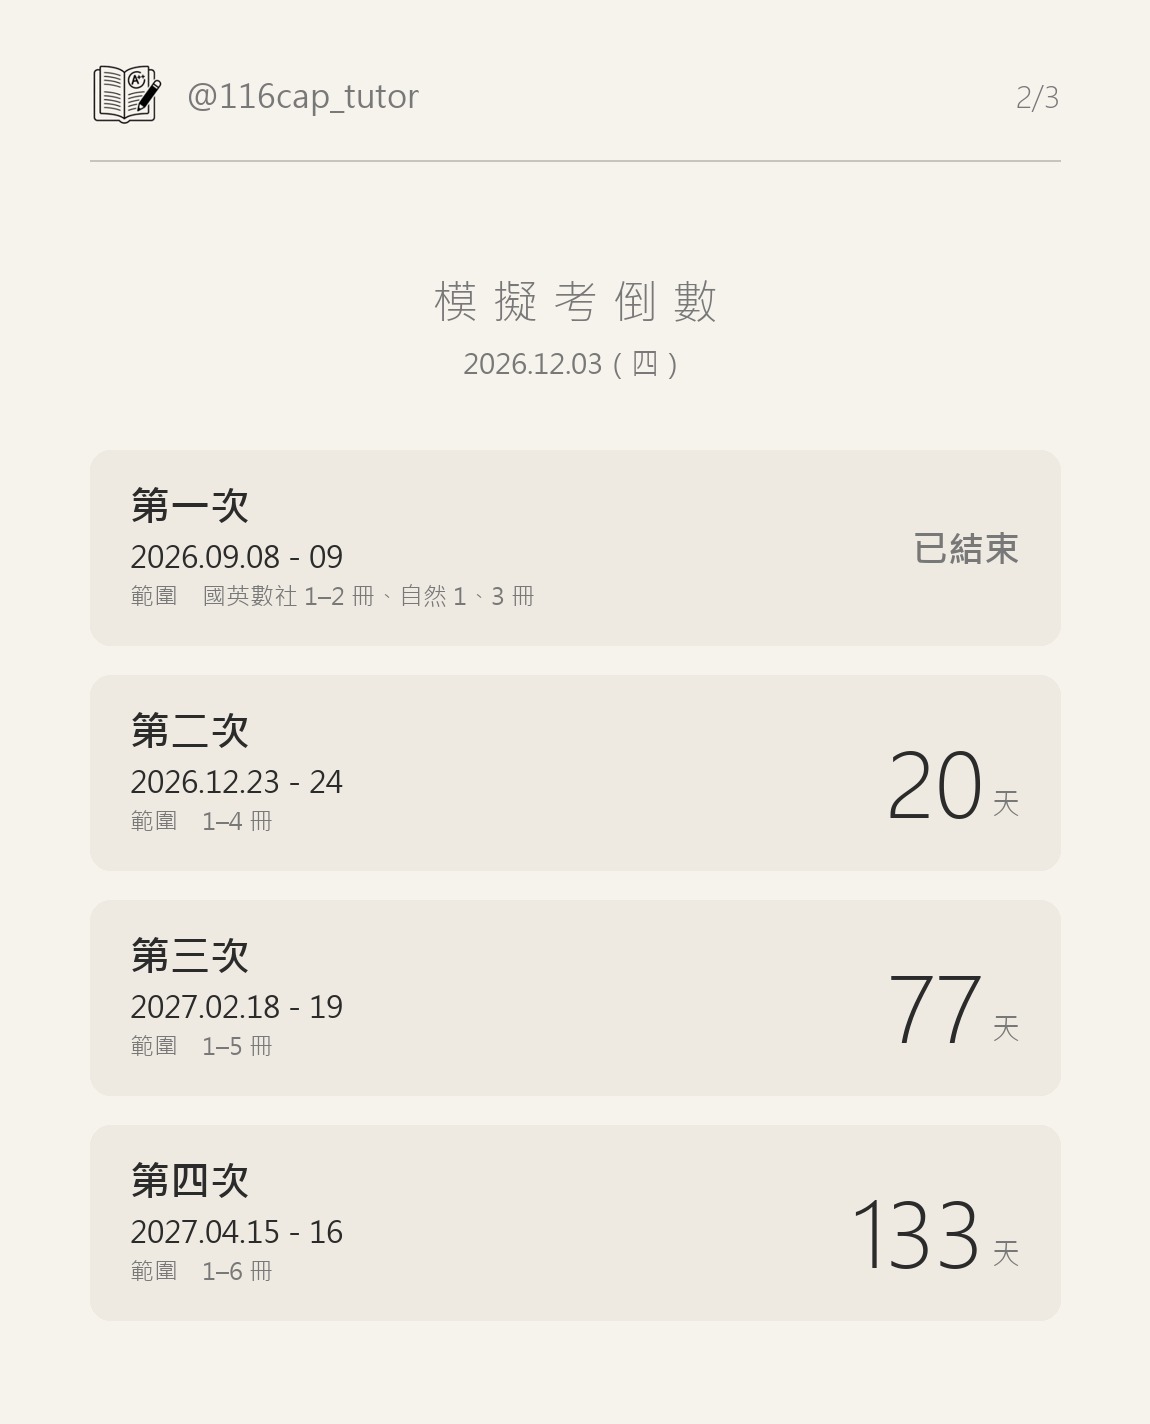 A++
@116cap_tutor
2/3
模擬考倒數
2026.12.03（四）
第一次
2026.09.08 - 09
範圍　國英數社 1–2 冊、自然 1、3 冊
已結束
第二次
2026.12.23 - 24
範圍　1–4 冊
20 天
第三次
2027.02.18 - 19
範圍　1–5 冊
77 天
第四次
2027.04.15 - 16
範圍　1–6 冊
133 天